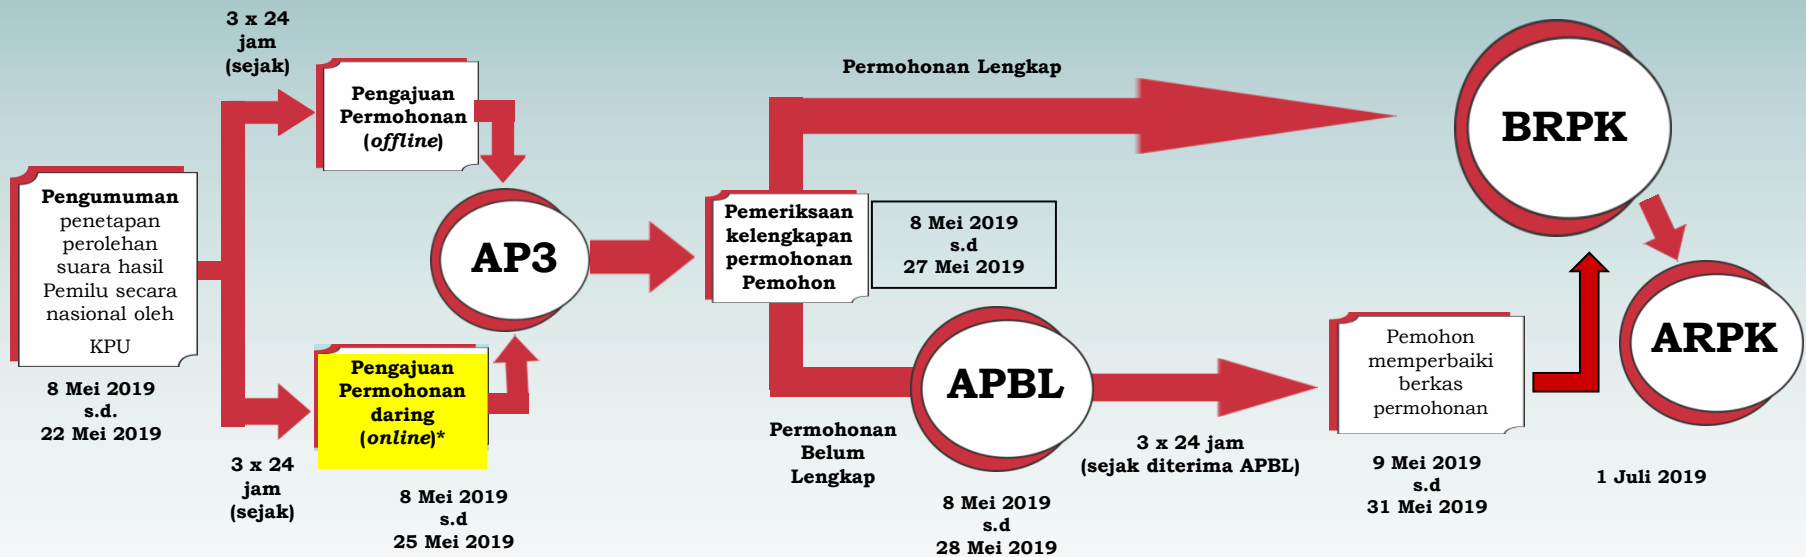 3 x 24
jam
(sejak)
Pengajuan
Permohonan
(offline)
Pengumuman
penetapan
perolehan
suara hasil
Pemilu secara
nasional oleh
KPU
8 Mei 2019
s.d.
22 Mei 2019
Pengajuan
Permohonan
daring
(online)*
3 x 24
jam
(sejak)
8 Mei 2019
s.d
25 Mei 2019
AP3
Permohonan Lengkap
Pemeriksaan
kelengkapan
permohonan
Pemohon
8 Mei 2019
s.d
27 Mei 2019
Permohonan
Belum
Lengkap
APBL
8 Mei 2019
s.d
28 Mei 2019
3 x 24 jam
(sejak diterima APBL)
Pemohon
memperbaiki
berkas
permohonan
9 Mei 2019
s.d
31 Mei 2019
BRPK
ARPK
1 Juli 2019